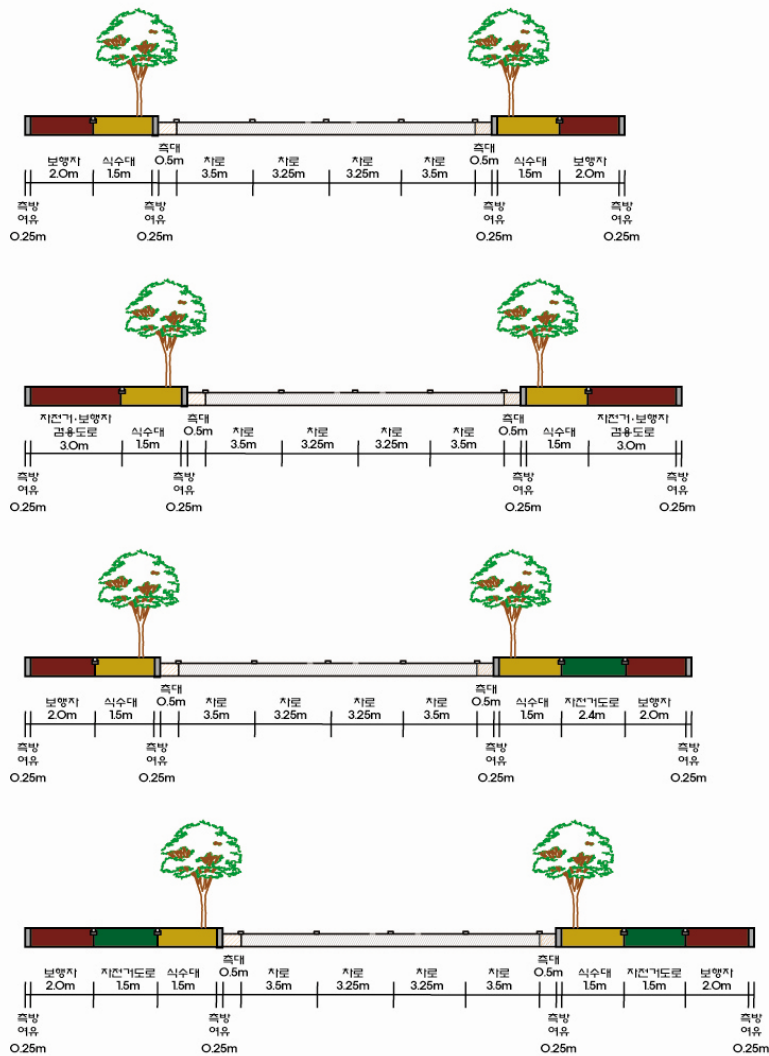 측대 측대
보행자 식수대 0.5m 차로 차로 차로 차로 0.5m 식수대 보행자
2.0m 1.5m 3.5m 3.25m 3.25m 3.5m 1.5m 2.0m
측방 측방 측방 측방
여유 여유 여유 여유
0.25m 0.25m 0.25m 0.25m
자전거·보행자 측대 측대 자전거·보행자
겸용도로 식수대 0.5m 차로 차로 차로 차로 0.5m 식수대 겸용도로
3.0m 1.5m 3.5m 3.25m 3.25m 3.5m 1.5m 3.0m
측방 측방 측방 측방
여유 여유 여유 여유
0.25m 0.25m 0.25m 0.25m
측대 측대
보행자 식수대 0.5m 차로 차로 차로 차로 0.5m 식수대 자전거도로 보행자
2.0m 1.5m 3.5m 3.25m 3.25m 3.5m 1.5m 2.4m 2.0m
측방 측방 측방 측방
여유 여유 여유 여유
0.25m 0.25m 0.25m 0.25m
측대 측대
보행자 자전거도로 식수대 0.5m 차로 차로 차로 차로 0.5m 식수대 자전거도로 보행자
2.0m 1.5m 1.5m 3.5m 3.25m 3.25m 3.5m 1.5m 1.5m 2.0m
측방 측방 측방 측방
여유 여유 여유 여유
0.25m 0.25m 0.25m 0.25m